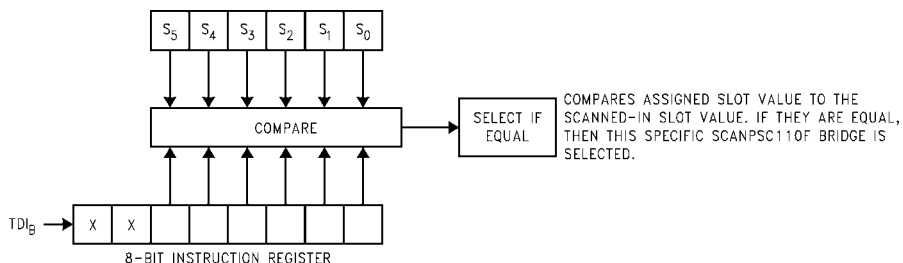 S5 S4 S3 S2 S1 S0
COMPARE
SELECT IF
EQUAL
COMPARES ASSIGNED SLOT VALUE TO THE
SCANNED-IN SLOT VALUE. IF THEY ARE EQUAL,
THEN THIS SPECIFIC SCANPSC110F BRIDGE IS
SELECTED.
TDIB X X
8-BIT INSTRUCTION REGISTER